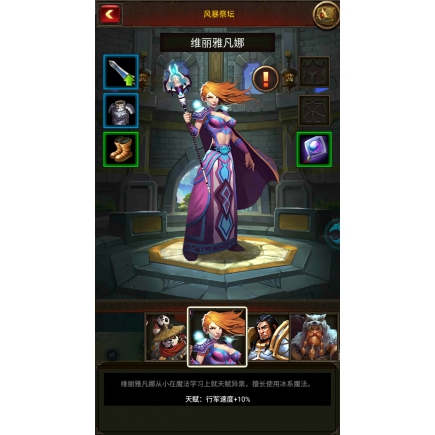 风暴祭坛
维丽雅凡娜
维丽雅凡娜从小在魔法学习上就天赋异禀，擅长使用冰系魔法。
天赋：行军速度+10%